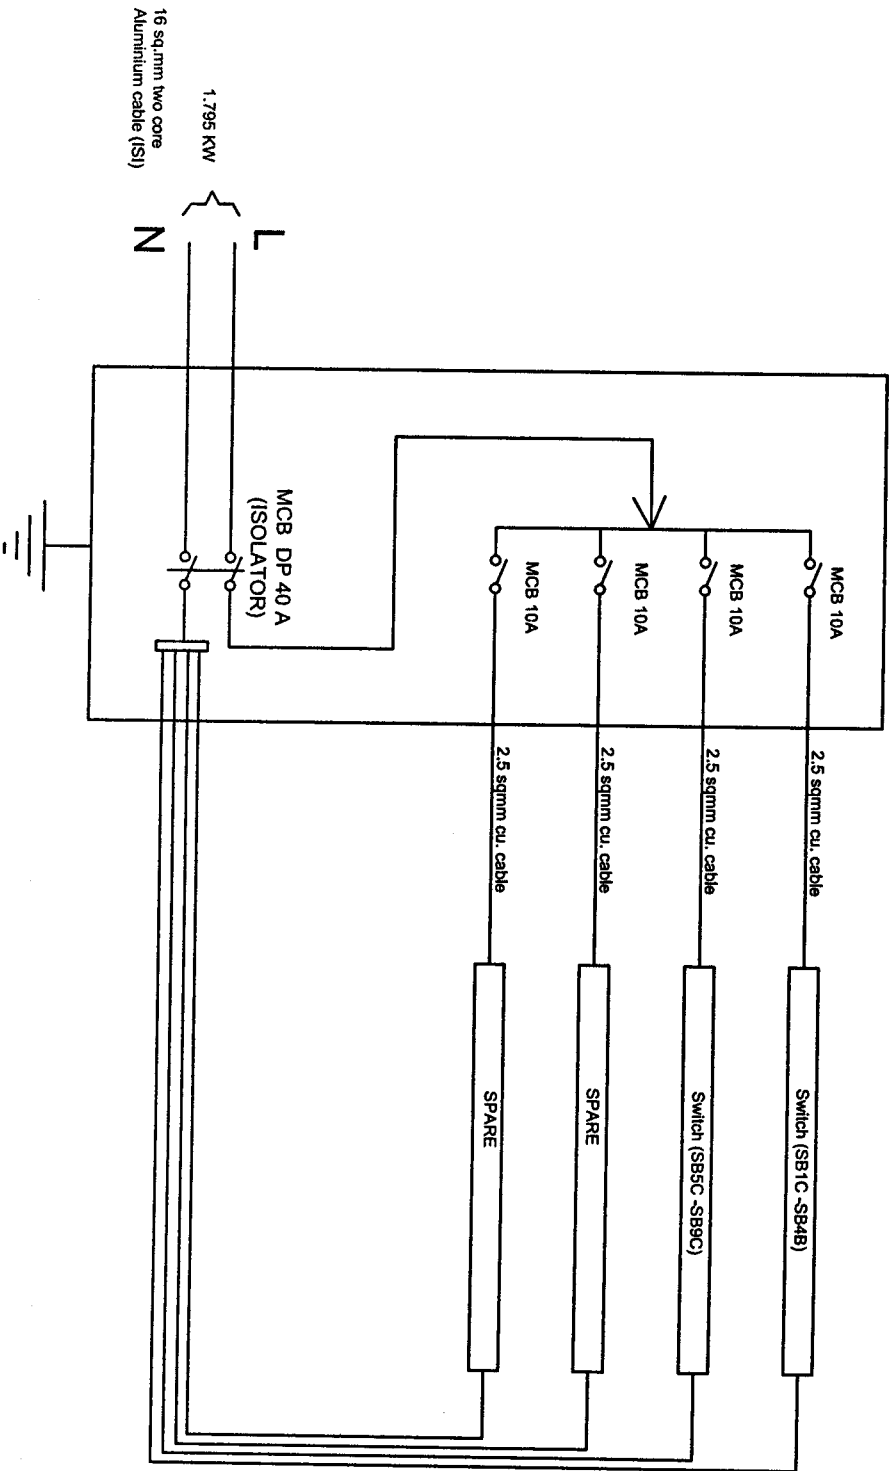 MCB 10A
2.5 sqmm cu. cable
Switch (SB1C -SB4B)
MCB 10A
2.5 sqmm cu. cable
Switch (SB5C -SB9C)
MCB 10A
2.5 sqmm cu. cable
SPARE
MCB 10A
2.5 sqmm cu. cable
SPARE
L
MCB DP 40 A
(ISOLATOR)
1.795 KW
N
16 sq.mm two core
Aluminium cable (ISI)